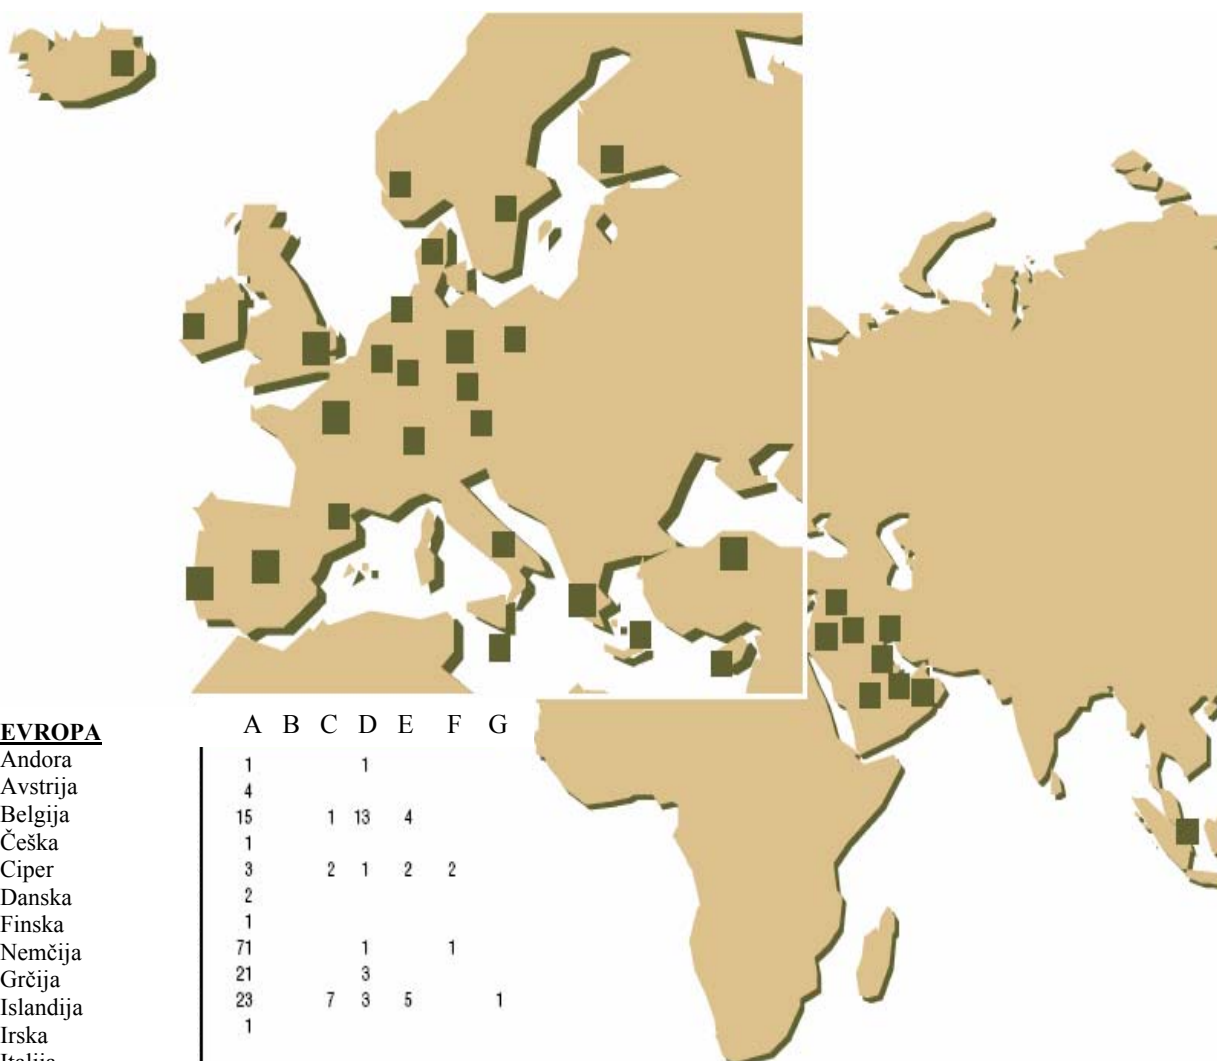 EVROPA A B C D E F G
Andora 1 1
Avstrija 4
Belgija 15 1 13 4
Češka 1
Ciper 3 2 1 2 2
Danska 2
Finska 1
Nemčija 71 1 1
Grčija 21 3
Islandija 23 7 3 5 1
Irska 1
Italija